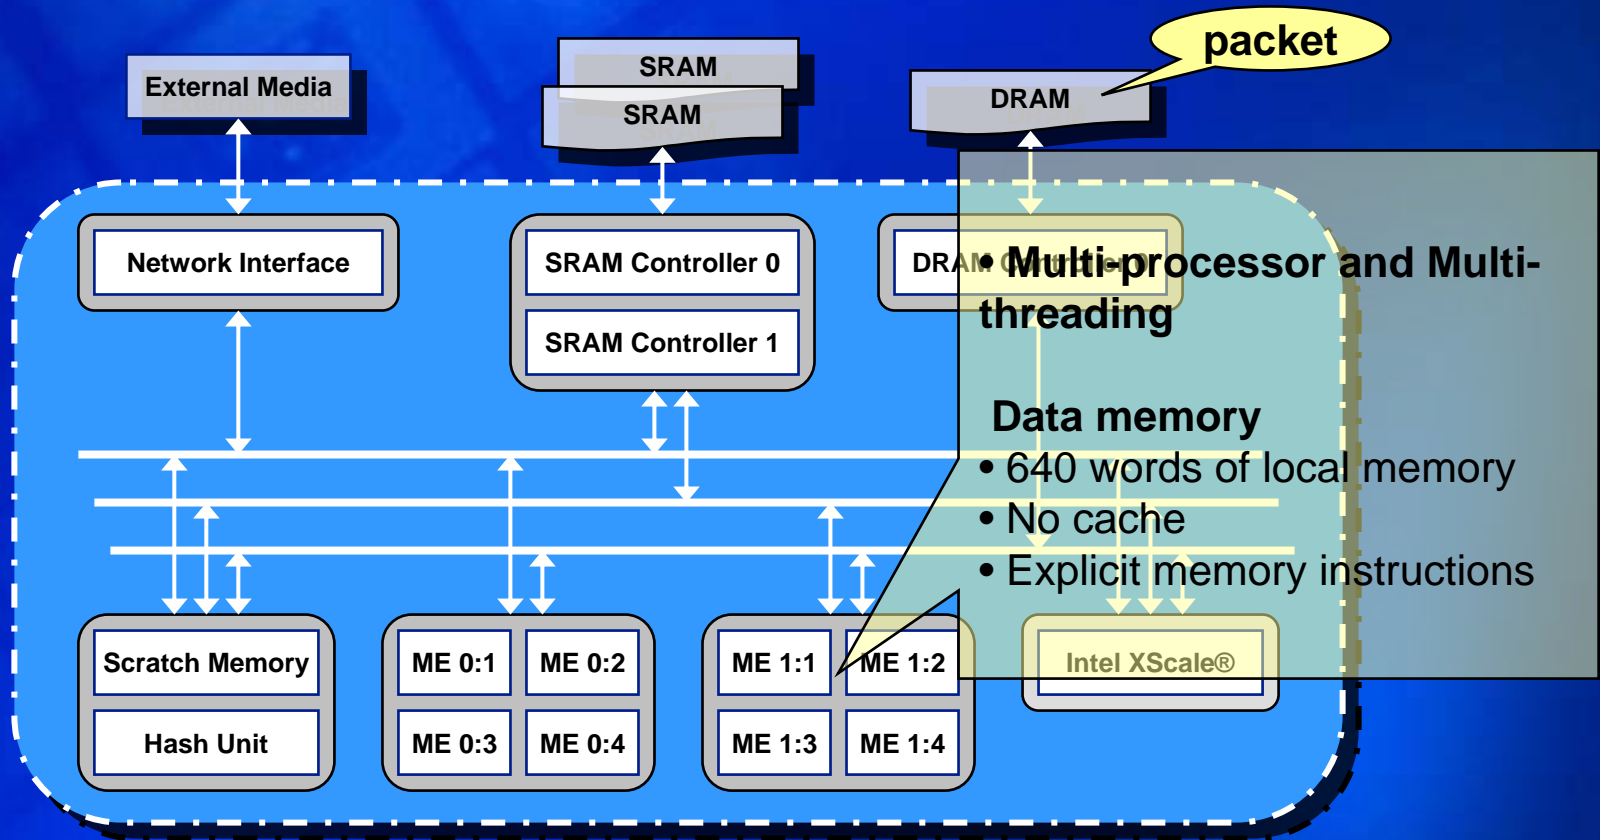 packet
External Media
SRAM
SRAM
DRAM
Network Interface
SRAM Controller 0
SRAM Controller 1
DRAM Controller 0
• Multi-processor and Multi-
threading
Data memory
• 640 words of local memory
• No cache
• Explicit memory instructions
Scratch Memory
Hash Unit
ME 0:1
ME 0:2
ME 0:3
ME 0:4
ME 1:1
ME 1:2
ME 1:3
ME 1:4
Intel XScale®